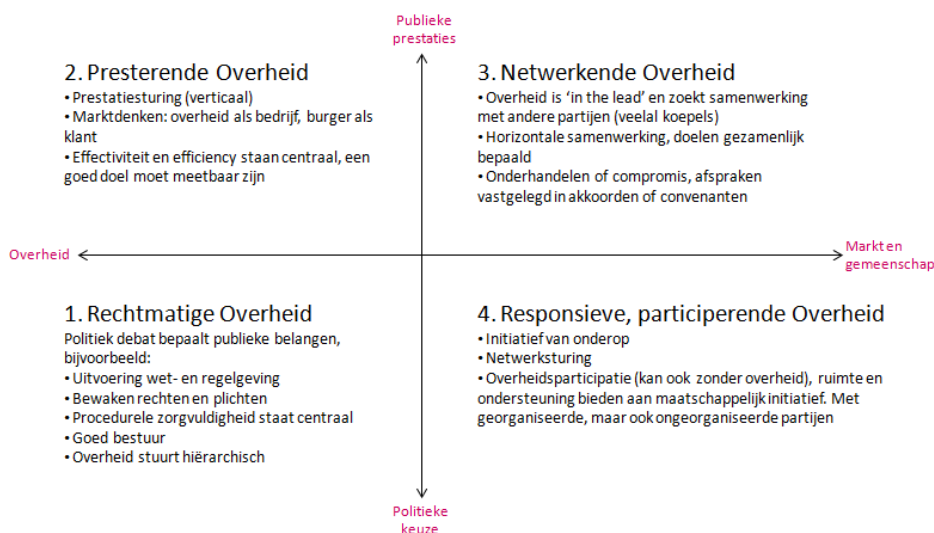 Publieke
prestaties
2. Presterende Overheid
• Prestatiesturing (verticaal)
• Marktdenken: overheid als bedrijf, burger als
klant
• Effectiviteit en efficiency staan centraal, een
goed doel moet meetbaar zijn
3. Netwerkende Overheid
• Overheid is ‘in the lead’ en zoekt samenwerking
met andere partijen (veelal koepels)
• Horizontale samenwerking, doelen gezamenlijk
bepaald
• Onderhandelen of compromis, afspraken
vastgelegd in akkoorden of convenanten
Overheid
Markt en
gemeenschap
1. Rechtmatige Overheid
Politiek debat bepaalt publieke belangen,
bijvoorbeeld:
• Uitvoering wet- en regelgeving
• Bewaken rechten en plichten
• Procedurele zorgvuldigheid staat centraal
• Goed bestuur
• Overheid stuurt hiërarchisch
4. Responsieve, participerende Overheid
• Initiatief van onderop
• Netwerksturing
• Overheidsparticipatie (kan ook zonder overheid), ruimte en
ondersteuning bieden aan maatschappelijk initiatief. Met
georganiseerde, maar ook ongeorganiseerde partijen
Politieke
keuze